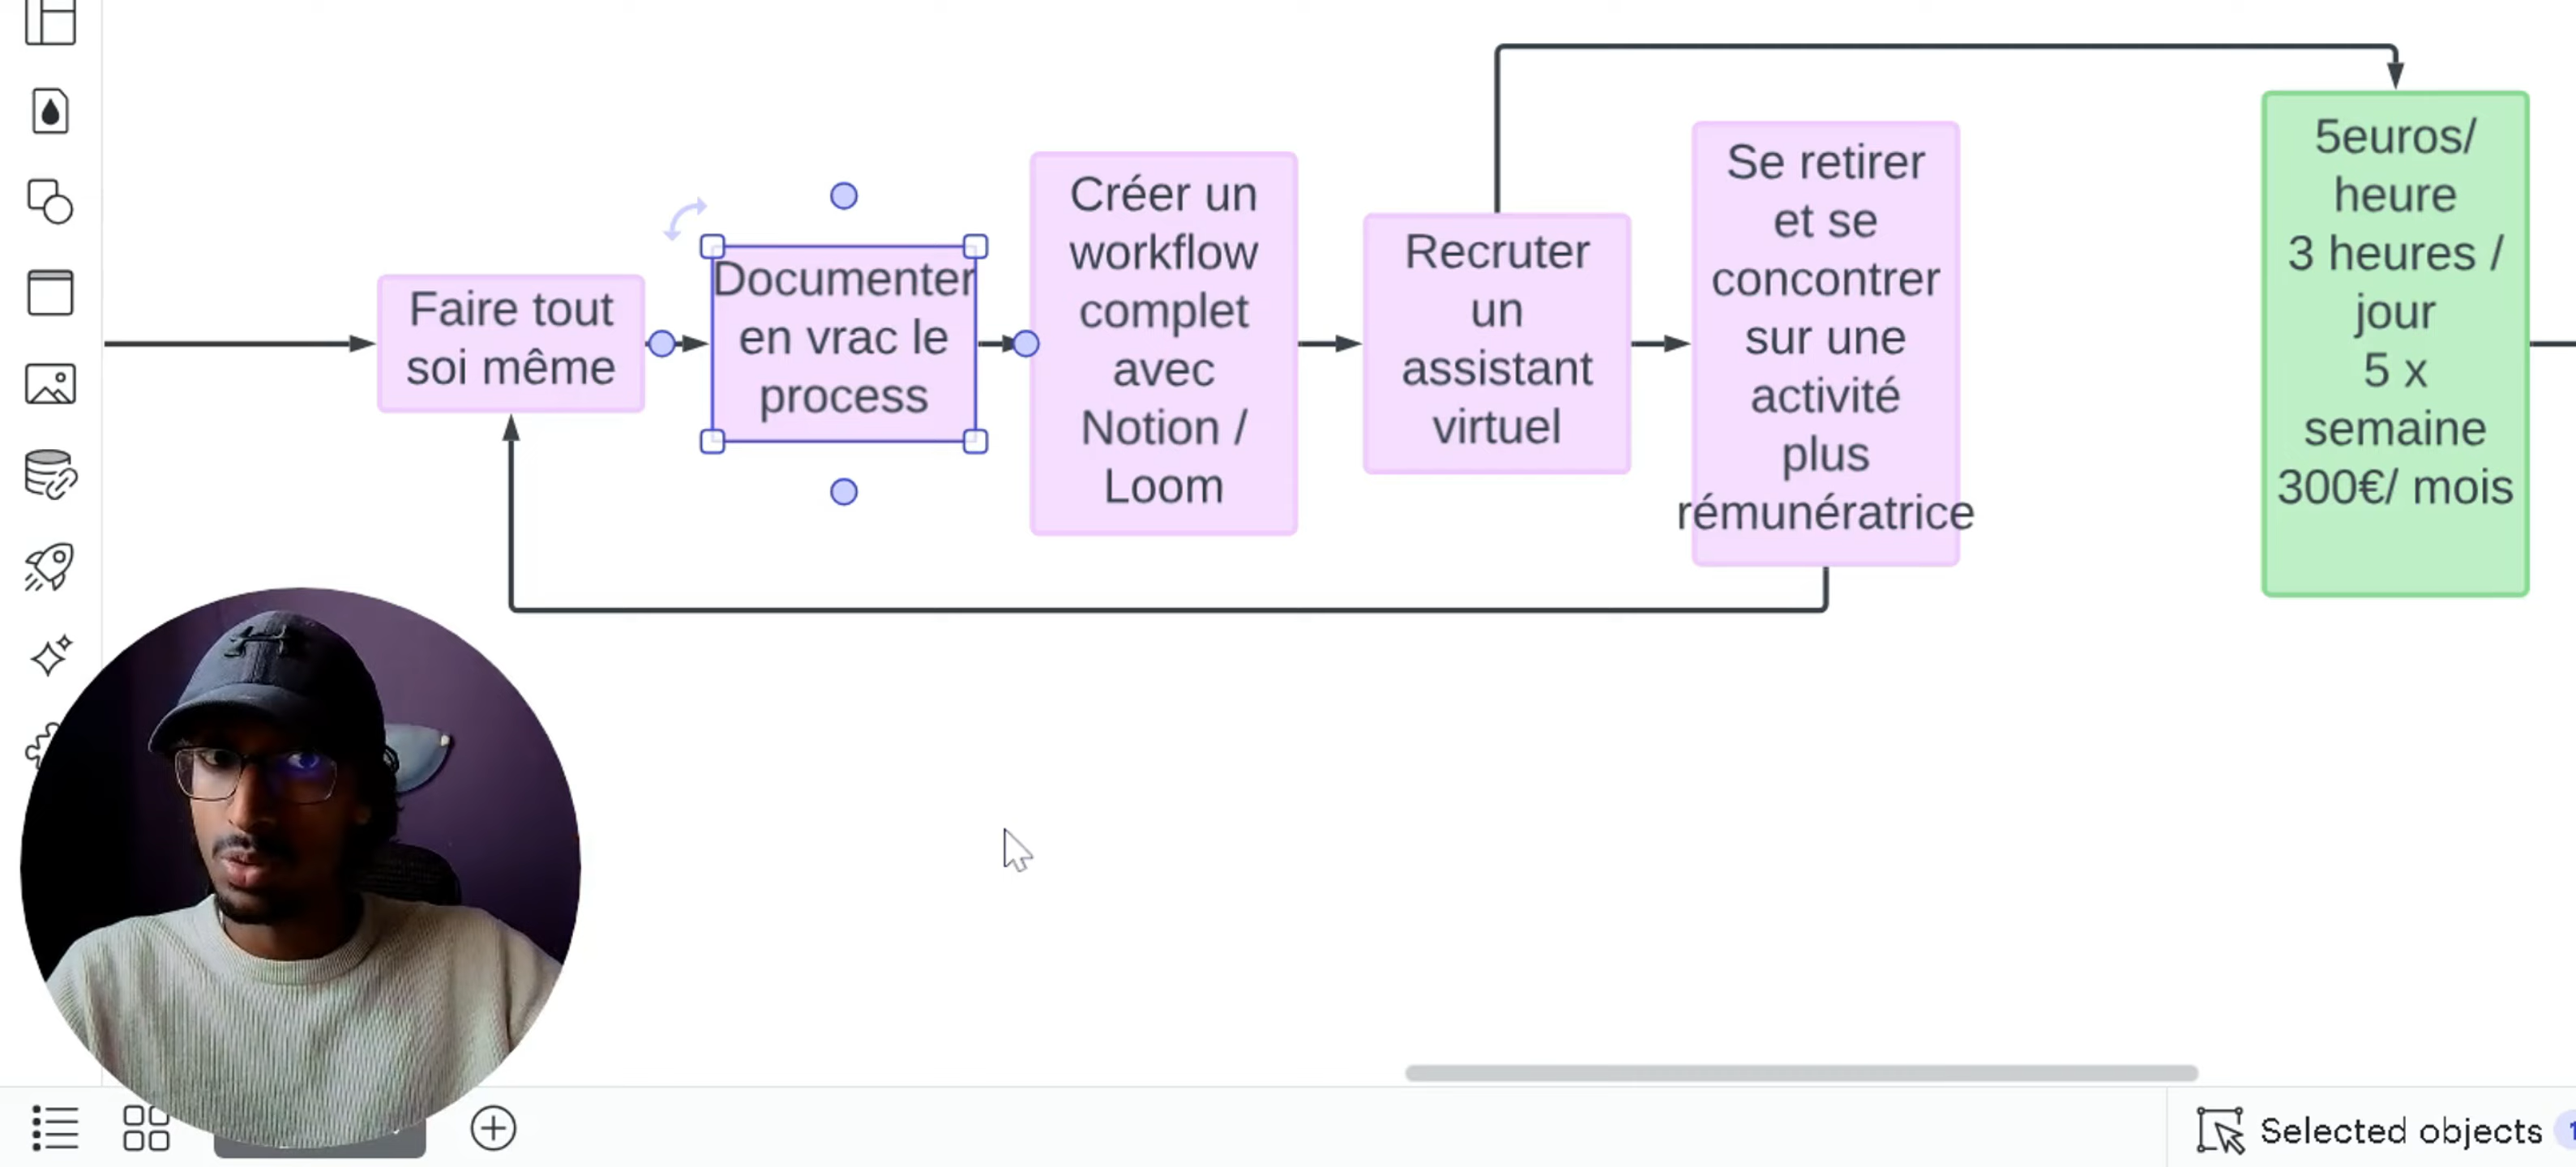 Faire tout
soi même
Documenter
en vrac le
process
Créer un
workflow
complet
avec
Notion /
Loom
Recruter
un
assistant
virtuel
Se retirer
et se
concontrer
sur une
activité
plus
rémunératrice
5euros/
heure
3 heures /
jour
5 x
semaine
300€/ mois
Selected objects